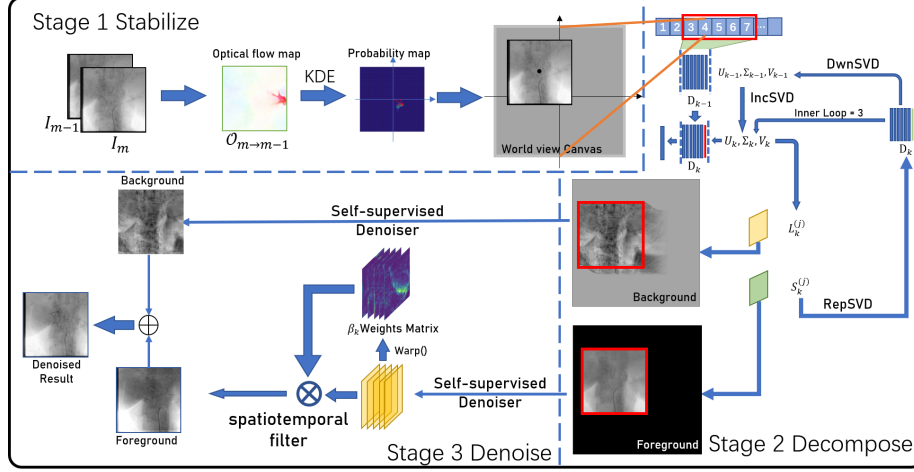 Stage 1 Stabilize
Optical flow map
KDE
Probability map
I_{m-1}
I_m
𝒪_{m→m−1}
World view Canvas
1 2 3 4 5 6 7 ...
U_{k-1}, Σ_{k-1}, V_{k-1}
DwnSVD
D_{k-1}
IncSVD
Inner Loop = 3
U_k, Σ_k, V_k
D_k
D_k
L_k^{(j)}
S_k^{(j)}
RepSVD
Background
Foreground
Stage 2 Decompose
Background
Self-supervised
Denoiser
β_k Weights Matrix
Warp()
Self-supervised
Denoiser
spatiotemporal
filter
Denoised
Result
Foreground
Stage 3 Denoise